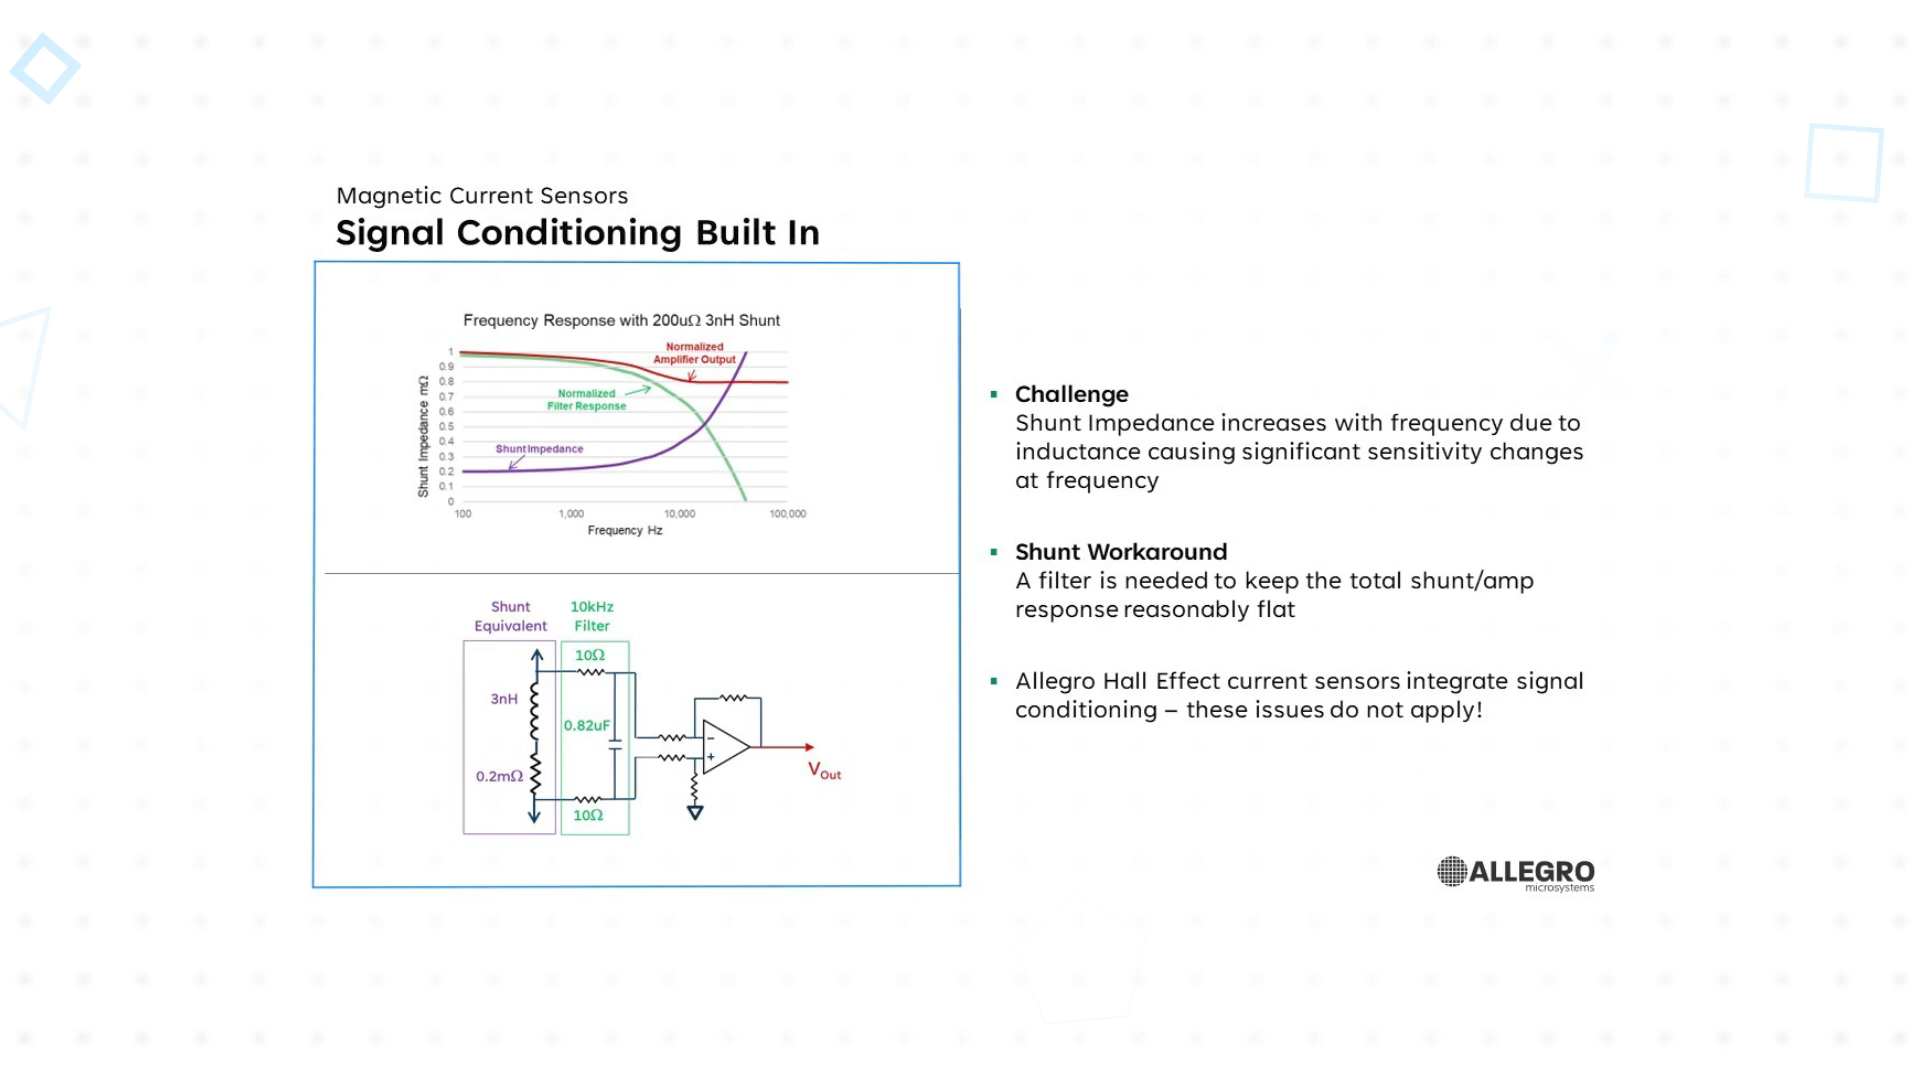 Magnetic Current Sensors
Signal Conditioning Built In
Frequency Response with 200uΩ 3nH Shunt
Shunt Impedance mΩ
1
0.9
0.8
0.7
0.6
0.5
0.4
0.3
0.2
0.1
0
Normalized
Amplifier Output
Normalized
Filter Response
Shunt Impedance
100
1,000
10,000
100,000
Frequency Hz
Shunt
Equivalent
10kHz
Filter
10Ω
3nH
0.82uF
0.2mΩ
10Ω
−
+
VOut
Challenge
Shunt Impedance increases with frequency due to
inductance causing significant sensitivity changes
at frequency
Shunt Workaround
A filter is needed to keep the total shunt/amp
response reasonably flat
Allegro Hall Effect current sensors integrate signal
conditioning – these issues do not apply!
ALLEGRO
microsystems